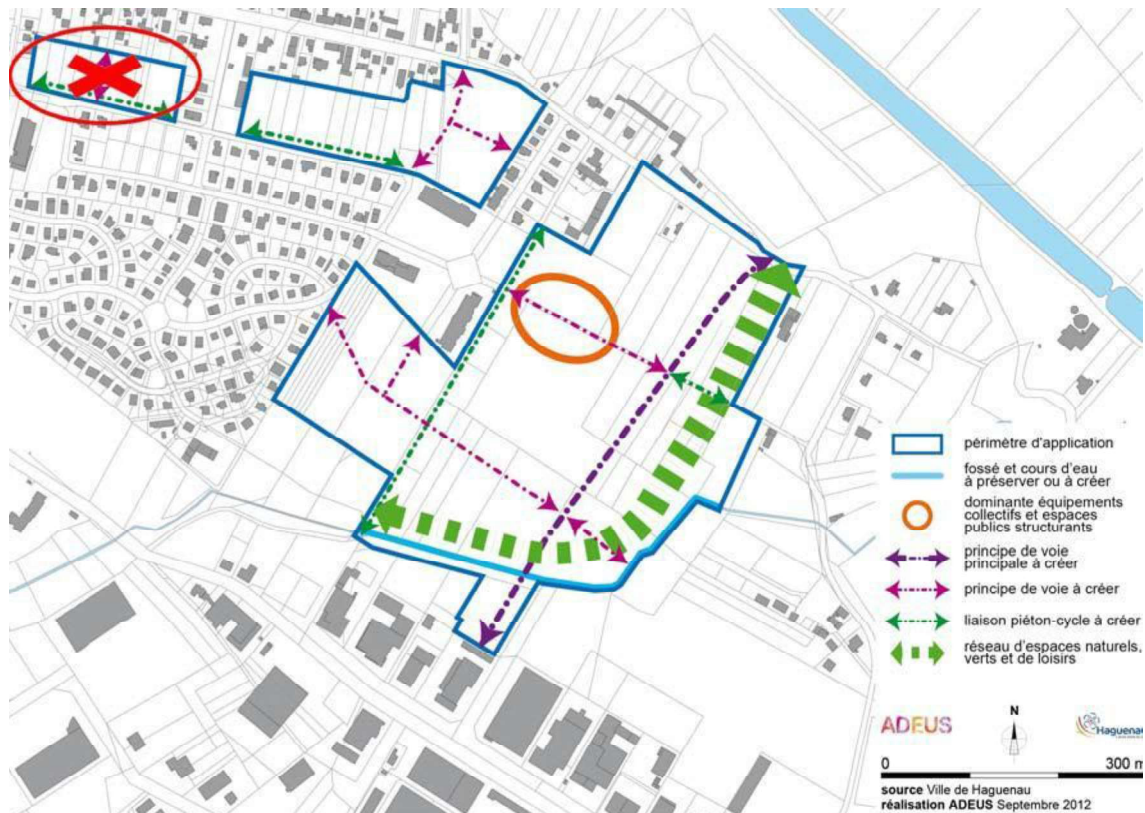 périmètre d'application
fossé et cours d'eau
à préserver ou à créer
dominante équipements
collectifs et espaces
publics structurants
principe de voie
principale à créer
principe de voie à créer
liaison piéton-cycle à créer
réseau d'espaces naturels,
verts et de loisirs
ADEUS
N
Haguenau
0 300 m
source Ville de Haguenau
réalisation ADEUS Septembre 2012